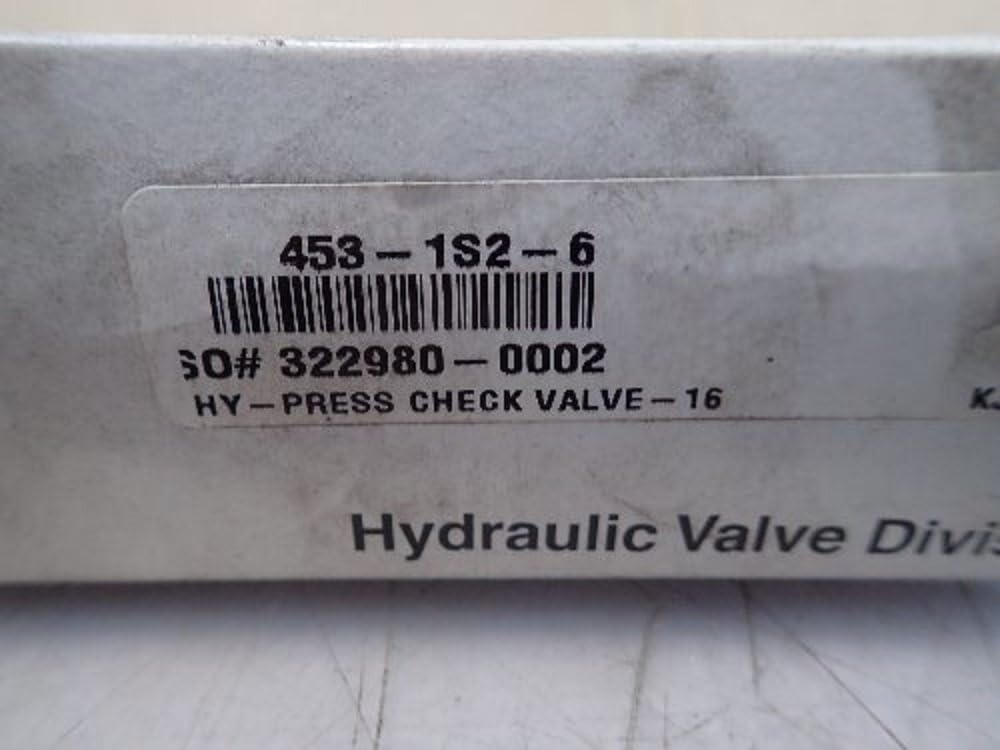 453-1S2-6
SO# 322980-0002
HY-PRESS CHECK VALVE-16
Hydraulic Valve